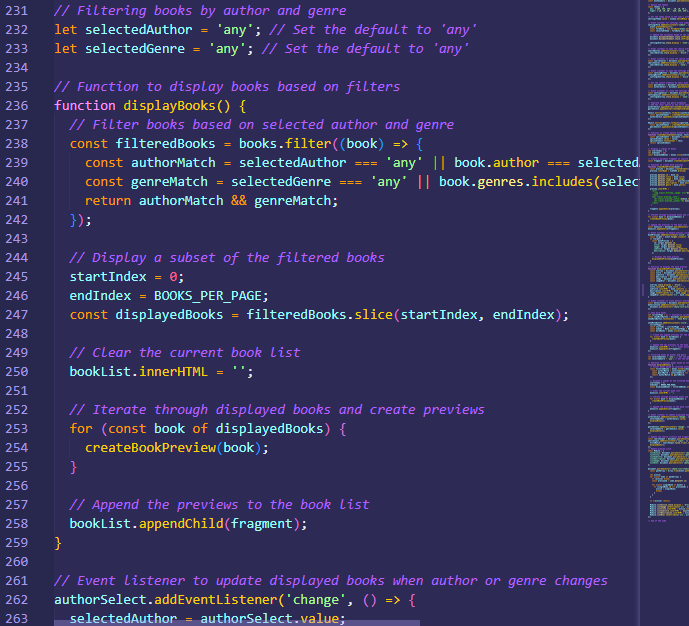 231 // Filtering books by author and genre
232 let selectedAuthor = 'any'; // Set the default to 'any'
233 let selectedGenre = 'any'; // Set the default to 'any'
234
235 // Function to display books based on filters
236 function displayBooks() {
237 // Filter books based on selected author and genre
238 const filteredBooks = books.filter((book) => {
239 const authorMatch = selectedAuthor === 'any' || book.author === selected
240 const genreMatch = selectedGenre === 'any' || book.genres.includes(selec
241 return authorMatch && genreMatch;
242 });
243
244 // Display a subset of the filtered books
245 startIndex = 0;
246 endIndex = BOOKS_PER_PAGE;
247 const displayedBooks = filteredBooks.slice(startIndex, endIndex);
248
249 // Clear the current book list
250 bookList.innerHTML = '';
251
252 // Iterate through displayed books and create previews
253 for (const book of displayedBooks) {
254 createBookPreview(book);
255 }
256
257 // Append the previews to the book list
258 bookList.appendChild(fragment);
259 }
260
261 // Event listener to update displayed books when author or genre changes
262 authorSelect.addEventListener('change', () => {
263 selectedAuthor = authorSelect.value;